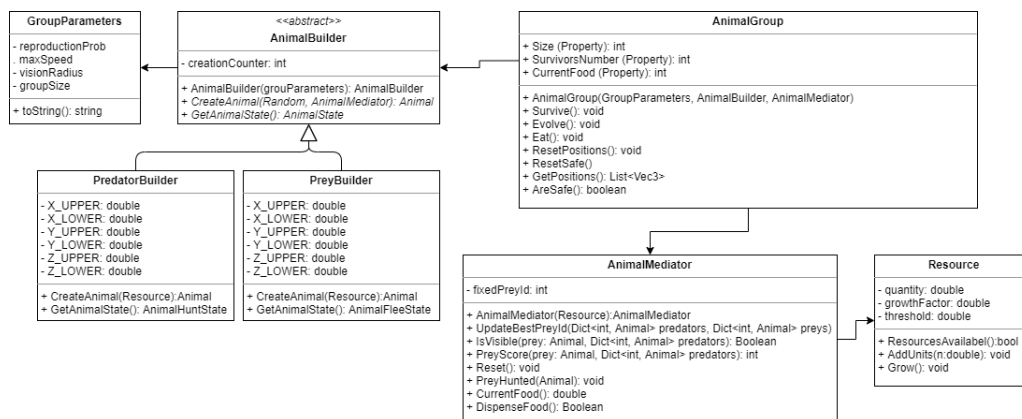 GroupParameters
- reproductionProb
. maxSpeed
- visionRadius
- groupSize
+ toString(): string
<<abstract>>
AnimalBuilder
- creationCounter: int
+ AnimalBuilder(grouParameters): AnimalBuilder
+ CreateAnimal(Random, AnimalMediator): Animal
+ GetAnimalState(): AnimalState
AnimalGroup
+ Size (Property): int
+ SurvivorsNumber (Property): int
+ CurrentFood (Property): int
+ AnimalGroup(GroupParameters, AnimalBuilder, AnimalMediator)
+ Survive(): void
+ Evolve(): void
+ Eat(): void
+ ResetPositions(): void
+ ResetSafe()
+ GetPositions(): List<Vec3>
+ AreSafe(): boolean
PredatorBuilder
- X_UPPER: double
- X_LOWER: double
- Y_UPPER: double
- Y_LOWER: double
- Z_UPPER: double
- Z_LOWER: double
+ CreateAnimal(Resource):Animal
+ GetAnimalState(): AnimalHuntState
PreyBuilder
- X_UPPER: double
- X_LOWER: double
- Y_UPPER: double
- Y_LOWER: double
- Z_UPPER: double
- Z_LOWER: double
+ CreateAnimal(Resource):Animal
+ GetAnimalState(): AnimalFleeState
AnimalMediator
- fixedPreyId: int
+ AnimalMediator(Resource):AnimalMediator
+ UpdateBestPreyId(Dict<int, Animal> predators, Dict<int, Animal> preys)
+ IsVisible(prey: Animal, Dict<int, Animal> predators): Boolean
+ PreyScore(prey: Animal, Dict<int, Animal> predators): int
+ Reset(): void
+ PreyHunted(Animal): void
+ CurrentFood(): double
+ DispenseFood(): Boolean
Resource
- quantity: double
- growthFactor: double
- threshold: double
+ ResourcesAvailabel():bool
+ AddUnits(n:double): void
+ Grow(): void